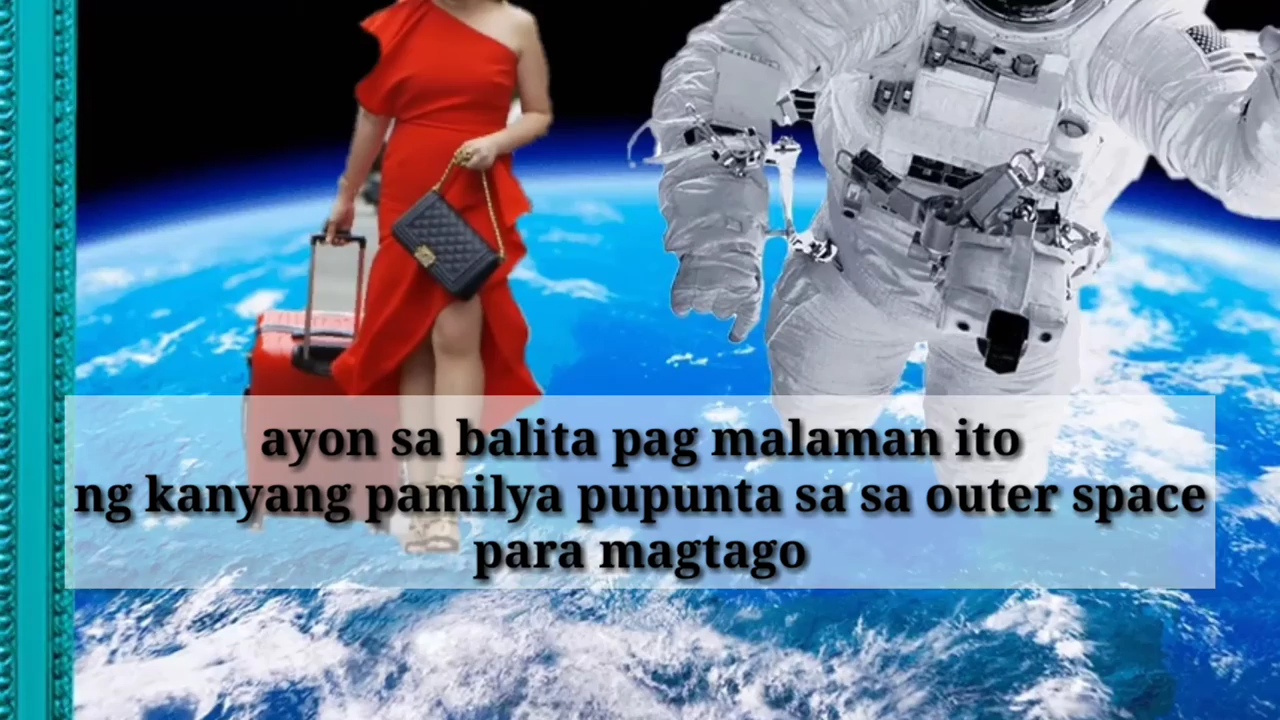 ayon sa balita pag malaman ito
ng kanyang pamilya pupunta sa sa outer space
para magtago